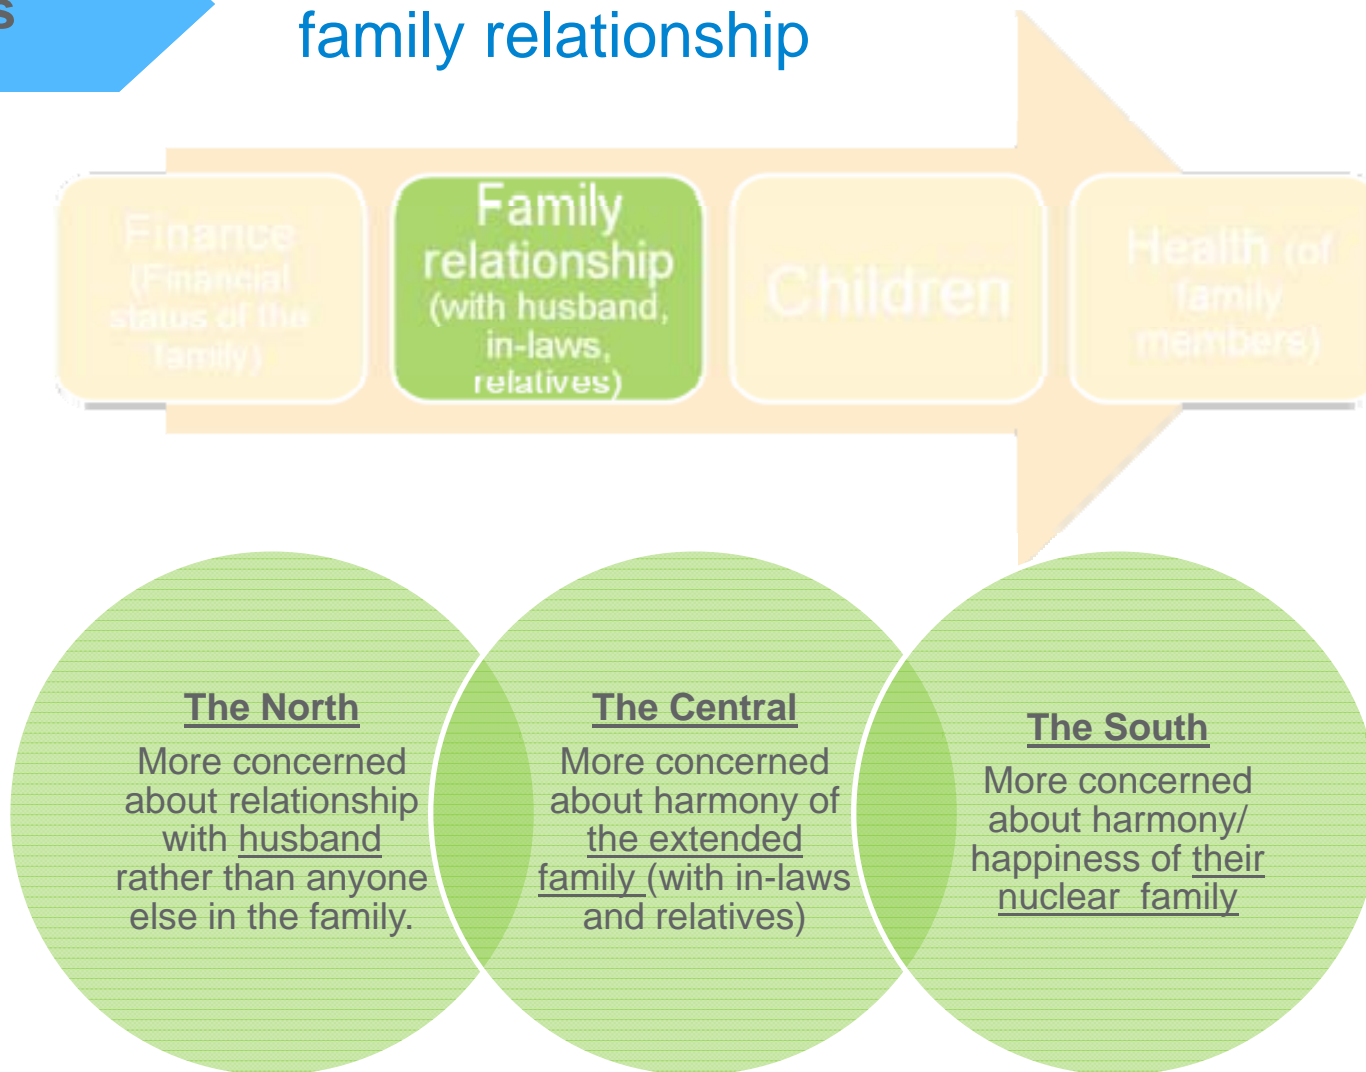 s
family relationship
Finance
(Financial
status of the
family)
Family
relationship
(with husband,
in-laws,
relatives)
Children
Health (of
family
members)
The North
More concerned
about relationship
with husband
rather than anyone
else in the family.
The Central
More concerned
about harmony of
the extended
family (with in-laws
and relatives)
The South
More concerned
about harmony/
happiness of their
nuclear  family